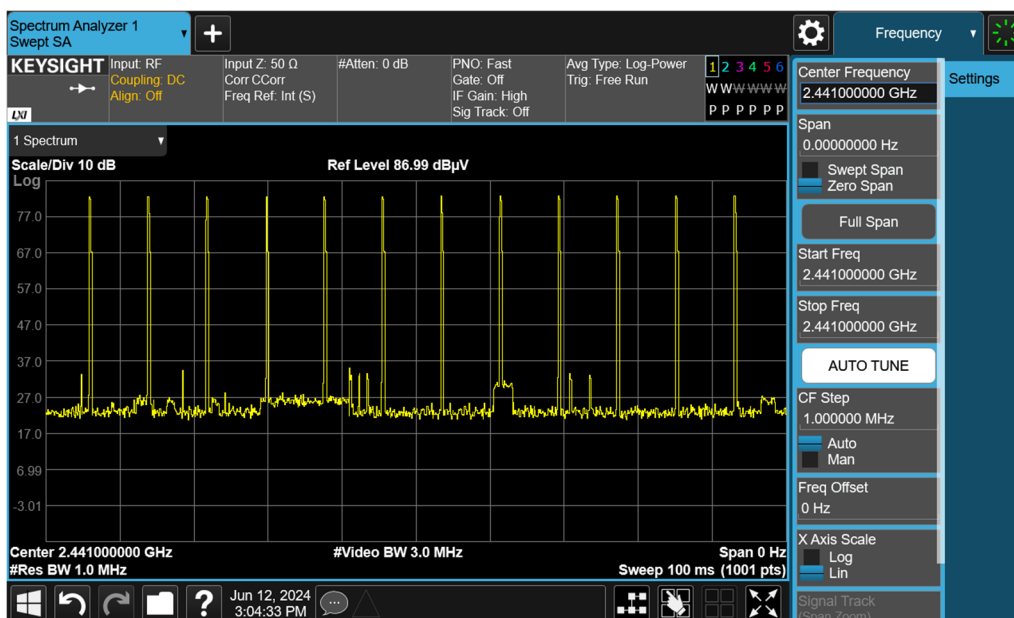 Spectrum Analyzer 1
Swept SA
Frequency
KEYSIGHT
LXI
Input: RF
Coupling: DC
Align: Off
Input Z: 50 Ω
Corr CCorr
Freq Ref: Int (S)
#Atten: 0 dB
PNO: Fast
Gate: Off
IF Gain: High
Sig Track: Off
Avg Type: Log-Power
Trig: Free Run
1 2 3 4 5 6
W W W W W W
P P P P P P
Center Frequency
2.441000000 GHz
Settings
Span
0.00000000 Hz
Swept Span
Zero Span
Full Span
Start Freq
2.441000000 GHz
Stop Freq
2.441000000 GHz
AUTO TUNE
CF Step
1.000000 MHz
Auto
Man
Freq Offset
0 Hz
X Axis Scale
Log
Lin
Signal Track
(Span Zoom)
1 Spectrum
Scale/Div 10 dB
Ref Level 86.99 dBµV
Log
77.0
67.0
57.0
47.0
37.0
27.0
17.0
6.99
-3.01
Center 2.441000000 GHz
#Video BW 3.0 MHz
Span 0 Hz
#Res BW 1.0 MHz
Sweep 100 ms (1001 pts)
?
Jun 12, 2024
3:04:33 PM